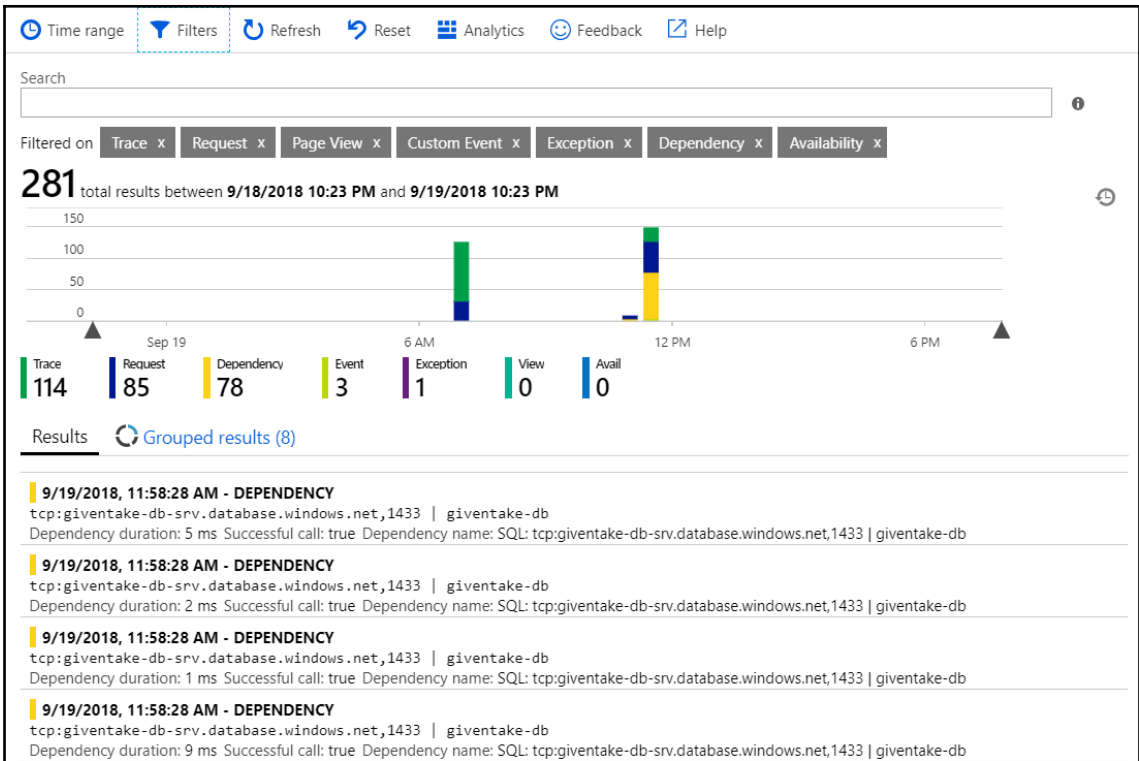 Time range Filters Refresh Reset Analytics Feedback Help
Search
Filtered on Trace x Request x Page View x Custom Event x Exception x Dependency x Availability x
281 total results between 9/18/2018 10:23 PM and 9/19/2018 10:23 PM
150
100
50
0
Sep 19 6 AM 12 PM 6 PM
Trace Request Dependency Event Exception View Avail
114 85 78 3 1 0 0
Results Grouped results (8)
9/19/2018, 11:58:28 AM - DEPENDENCY
tcp:giventake-db-srv.database.windows.net,1433 | giventake-db
Dependency duration: 5 ms Successful call: true Dependency name: SQL: tcp:giventake-db-srv.database.windows.net,1433 | giventake-db
9/19/2018, 11:58:28 AM - DEPENDENCY
tcp:giventake-db-srv.database.windows.net,1433 | giventake-db
Dependency duration: 2 ms Successful call: true Dependency name: SQL: tcp:giventake-db-srv.database.windows.net,1433 | giventake-db
9/19/2018, 11:58:28 AM - DEPENDENCY
tcp:giventake-db-srv.database.windows.net,1433 | giventake-db
Dependency duration: 1 ms Successful call: true Dependency name: SQL: tcp:giventake-db-srv.database.windows.net,1433 | giventake-db
9/19/2018, 11:58:28 AM - DEPENDENCY
tcp:giventake-db-srv.database.windows.net,1433 | giventake-db
Dependency duration: 9 ms Successful call: true Dependency name: SQL: tcp:giventake-db-srv.database.windows.net,1433 | giventake-db